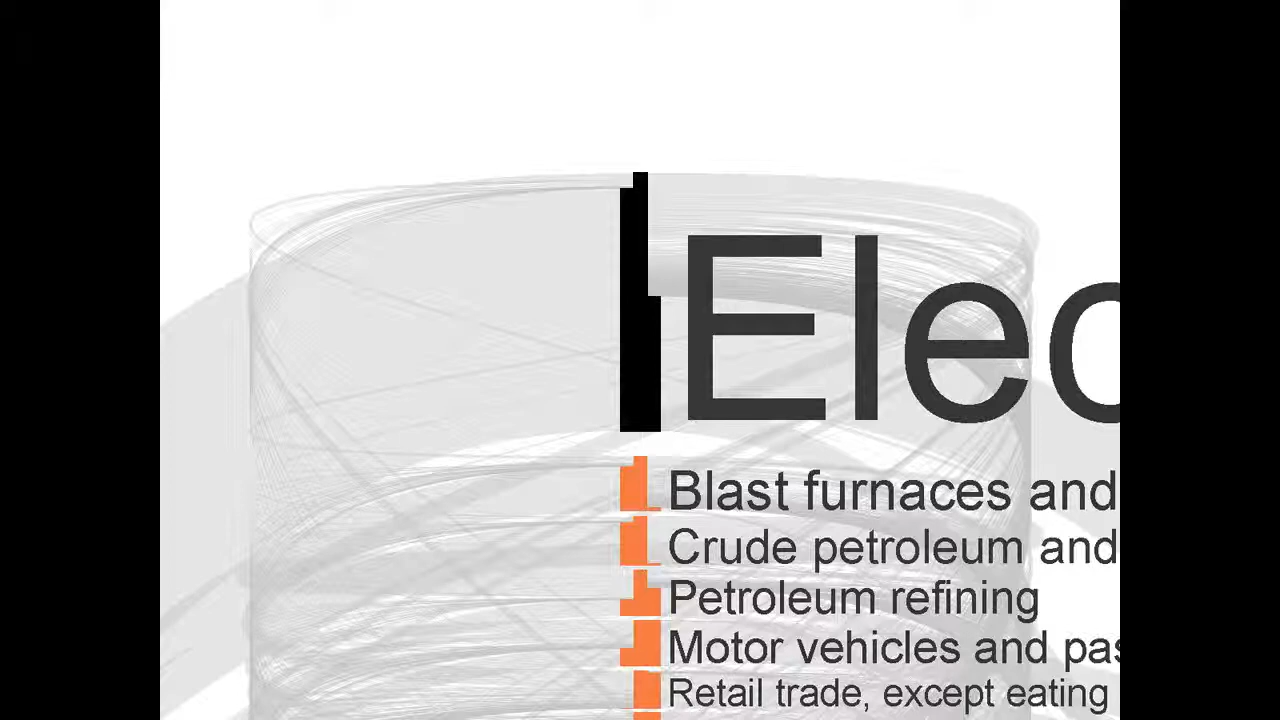 Elec
Blast furnaces and
Crude petroleum and
Petroleum refining
Motor vehicles and pas
Retail trade, except eating